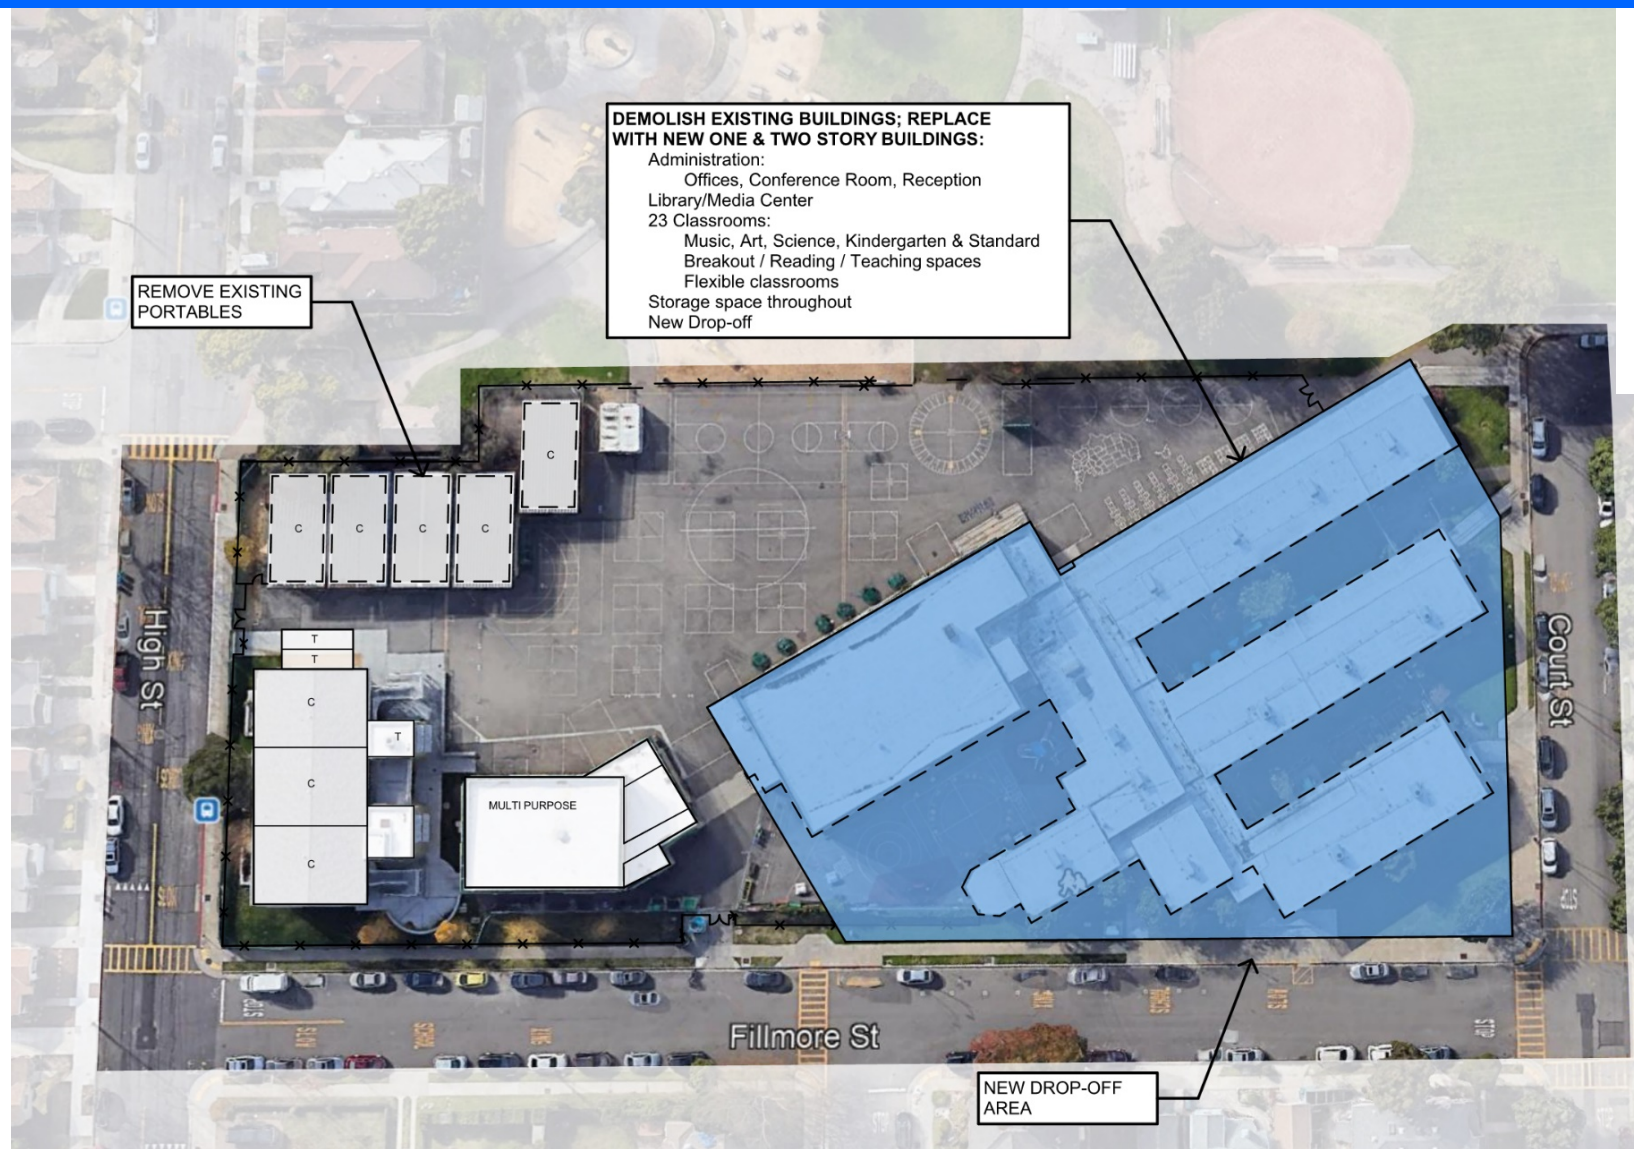 DEMOLISH EXISTING BUILDINGS; REPLACE
WITH NEW ONE & TWO STORY BUILDINGS:
Administration:
Offices, Conference Room, Reception
Library/Media Center
23 Classrooms:
Music, Art, Science, Kindergarten & Standard
Breakout / Reading / Teaching spaces
Flexible classrooms
Storage space throughout
New Drop-off
REMOVE EXISTING
PORTABLES
C
C
C
C
C
T
T
C
T
C
C
MULTI PURPOSE
High St
Court St
Fillmore St
STOP
STOP
NEW DROP-OFF
AREA